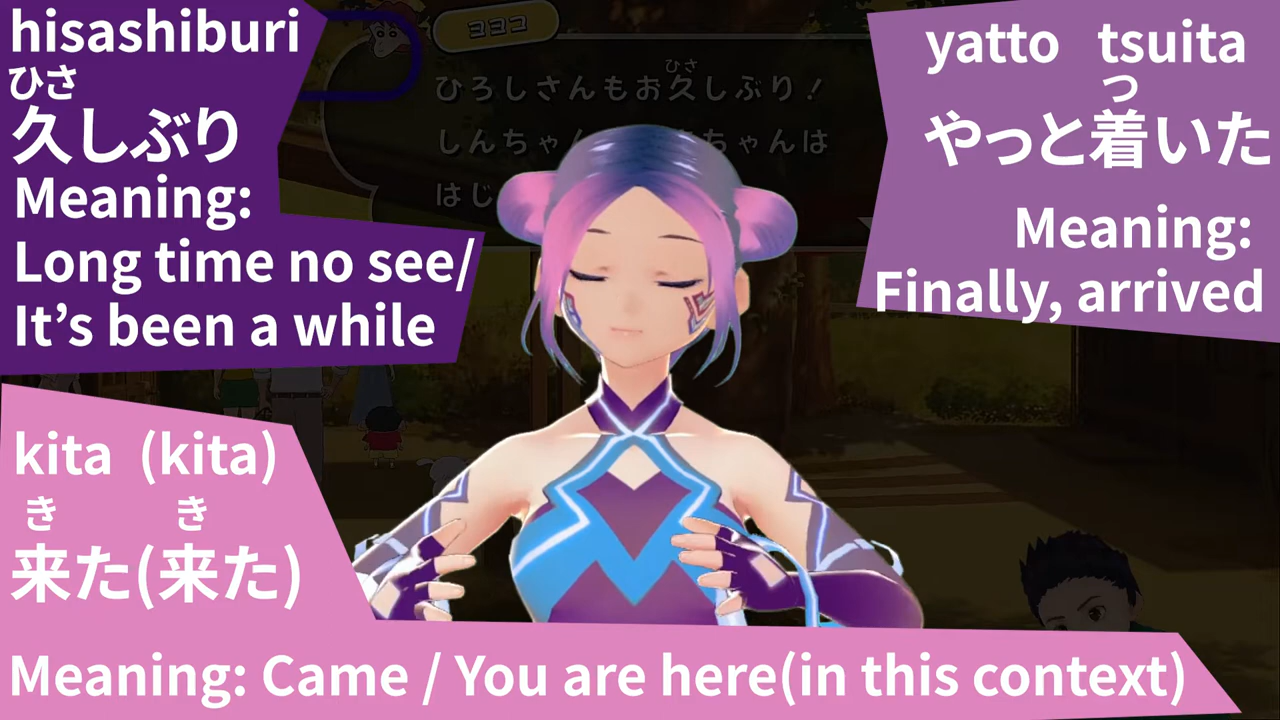 hisashiburi
ひさ
久しぶり
Meaning:
Long time no see/
It’s been a while
ヨヨコ
ひさ
ひろしさんもお久しぶり！
しんちゃ
ちゃんは
はじ
yatto tsuita
つ
やっと着いた
Meaning:
Finally, arrived
kita (kita)
き き
来た(来た)
Meaning: Came / You are here(in this context)